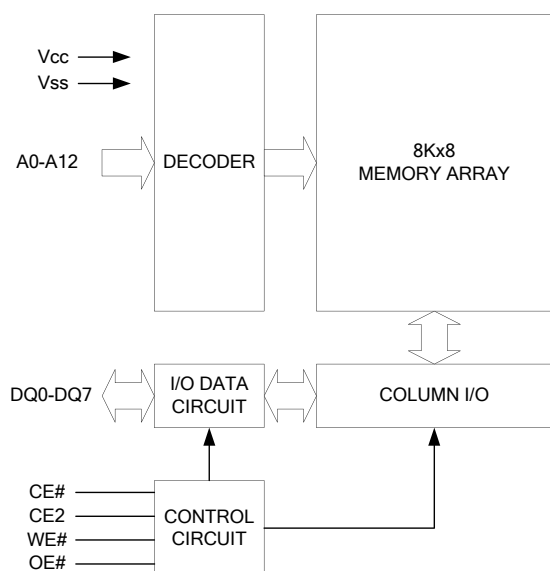 Vcc
Vss
A0-A12
DECODER
8Kx8
MEMORY ARRAY
DQ0-DQ7
I/O DATA
CIRCUIT
COLUMN I/O
CE#
CE2
WE#
OE#
CONTROL
CIRCUIT